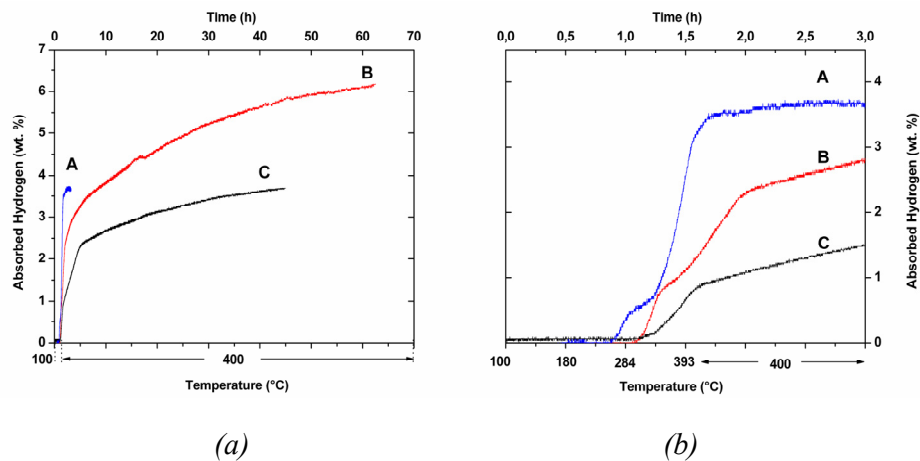 Time (h)
0 10 20 30 40 50 60 70
7
6
5
4
3
2
1
0
Absorbed Hydrogen (wt. %)
A
B
C
100 400
Temperature (°C)
(a)
Time (h)
0,0 0,5 1,0 1,5 2,0 2,5 3,0
A
B
C
4
3
2
1
0
Absorbed Hydrogen (wt. %)
100 180 284 393 400
Temperature (°C)
(b)